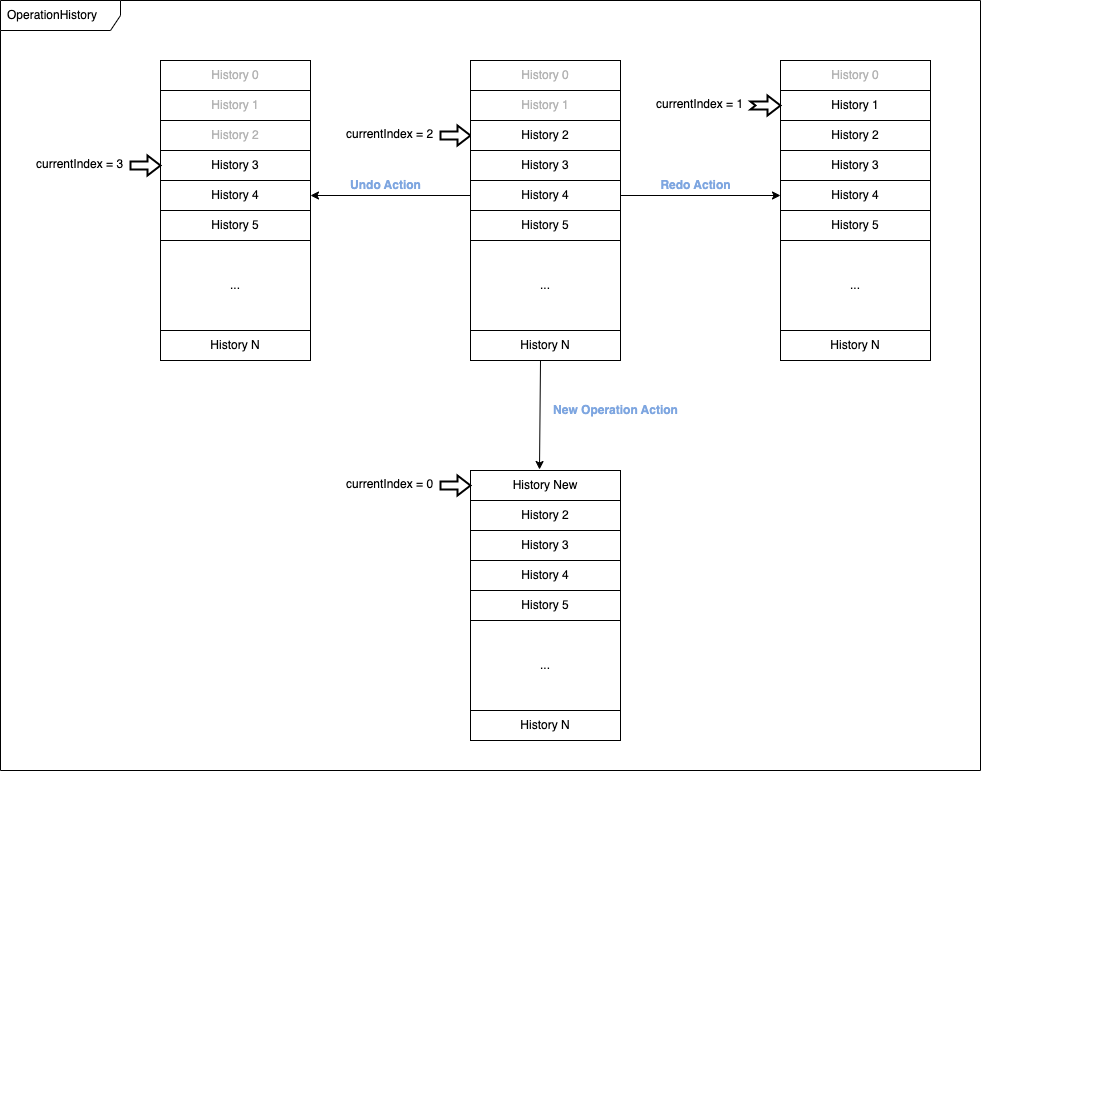 OperationHistory
History 0
History 1
History 2
currentIndex = 3
History 3
History 4
History 5
...
History N
Undo Action
History 0
History 1
currentIndex = 2
History 2
History 3
History 4
History 5
...
History N
Redo Action
History 0
currentIndex = 1
History 1
History 2
History 3
History 4
History 5
...
History N
New Operation Action
currentIndex = 0
History New
History 2
History 3
History 4
History 5
...
History N